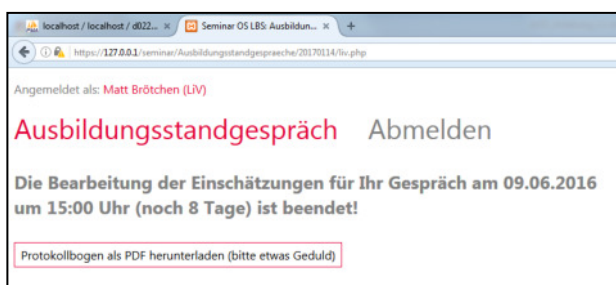 localhost / localhost / d022...
Seminar OS LBS: Ausbildun...
https://127.0.0.1/seminar/Ausbildungsstandgespraeche/20170114/liv.php
Angemeldet als: Matt Brötchen (LiV)
Ausbildungsstandgespräch Abmelden
Die Bearbeitung der Einschätzungen für Ihr Gespräch am 09.06.2016
um 15:00 Uhr (noch 8 Tage) ist beendet!
Protokollbogen als PDF herunterladen (bitte etwas Geduld)